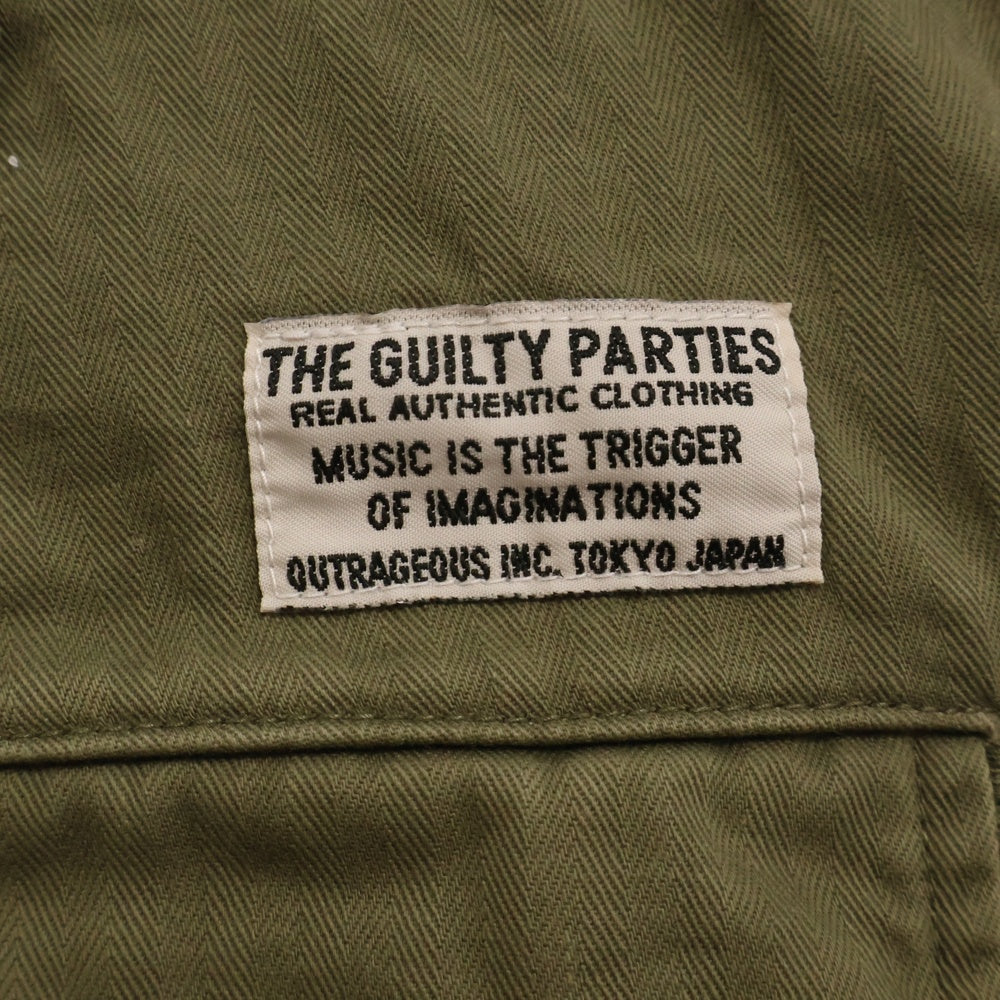 THE GUILTY PARTIES
REAL AUTHENTIC CLOTHING
MUSIC IS THE TRIGGER
OF IMAGINATIONS
OUTRAGEOUS INC. TOKYO JAPAN